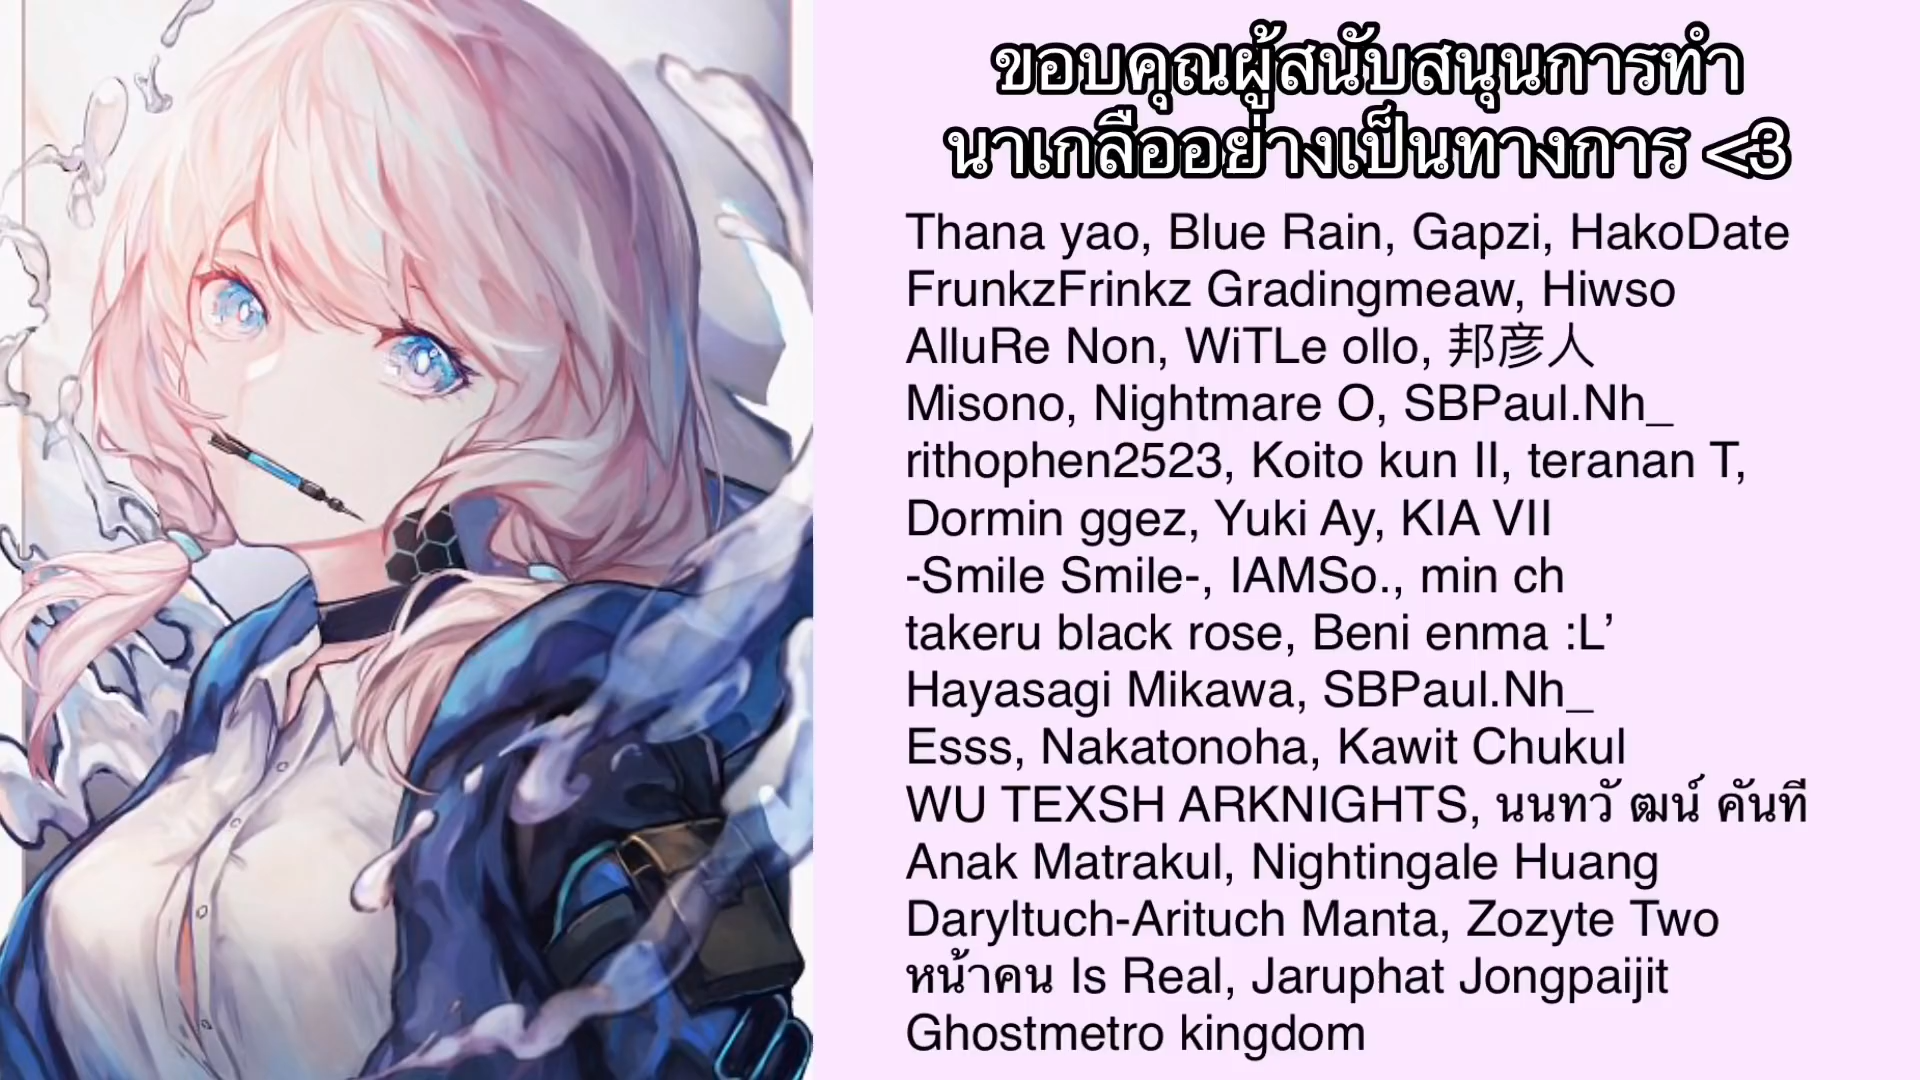 ขอบคุณผู้สนับสนุนการทำ
นาเกลืออย่างเป็นทางการ <3
Thana yao, Blue Rain, Gapzi, HakoDate
FrunkzFrinkz Gradingmeaw, Hiwso
AlluRe Non, WiTLe ollo, 邦彦人
Misono, Nightmare O, SBPaul.Nh_
rithophen2523, Koito kun II, teranan T,
Dormin ggez, Yuki Ay, KIA VII
-Smile Smile-, IAMSo., min ch
takeru black rose, Beni enma :L’
Hayasagi Mikawa, SBPaul.Nh_
Esss, Nakatonoha, Kawit Chukul
WU TEXSH ARKNIGHTS, นนทวั ฒน์ คันที
Anak Matrakul, Nightingale Huang
Daryltuch-Arituch Manta, Zozyte Two
หน้าคน Is Real, Jaruphat Jongpaijit
Ghostmetro kingdom